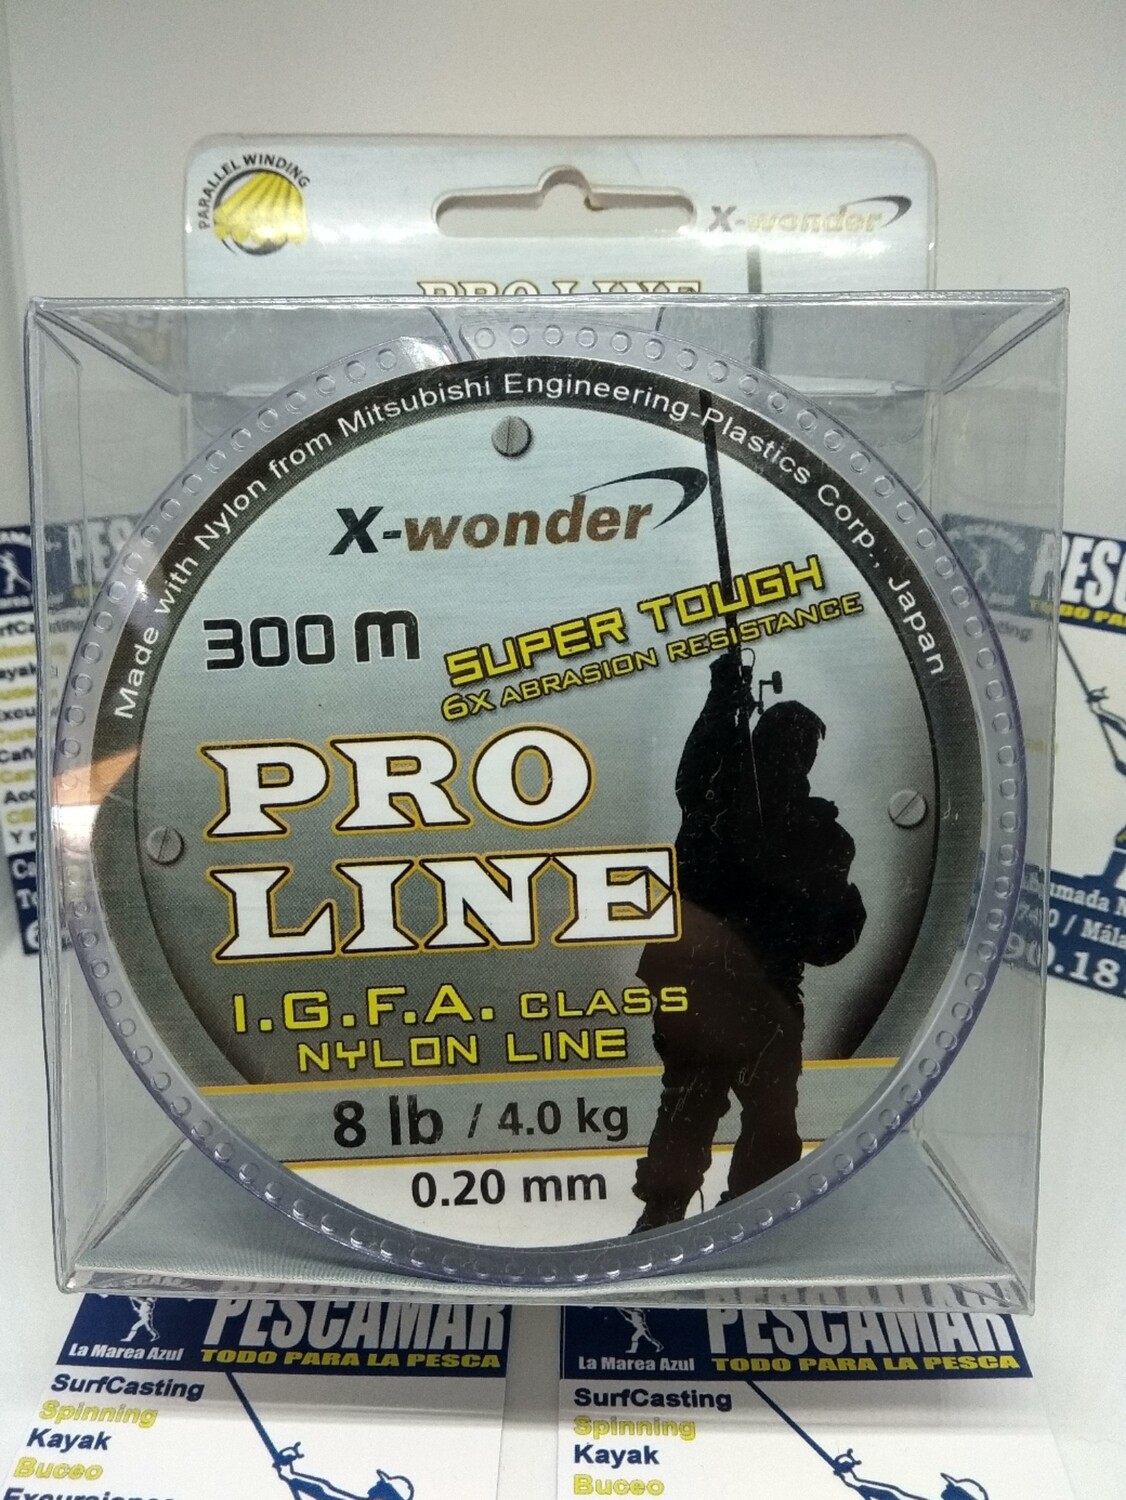 PARALLEL WINDING
X-wonder
PRO LINE
Made with Nylon from Mitsubishi Engineering-Plastics Corp., Japan
X-wonder
300 m
SUPER TOUGH
6X ABRASION RESISTANCE
PRO
LINE
I.G.F.A. CLASS
NYLON LINE
8 lb / 4.0 kg
0.20 mm
PESCAMAR
La Marea Azul TODO PARA LA PESCA
SurfCasting
Spinning
Kayak
Buceo
PESCAMAR
La Marea Azul TODO PARA LA PESCA
SurfCasting
Spinning
Kayak
Buceo